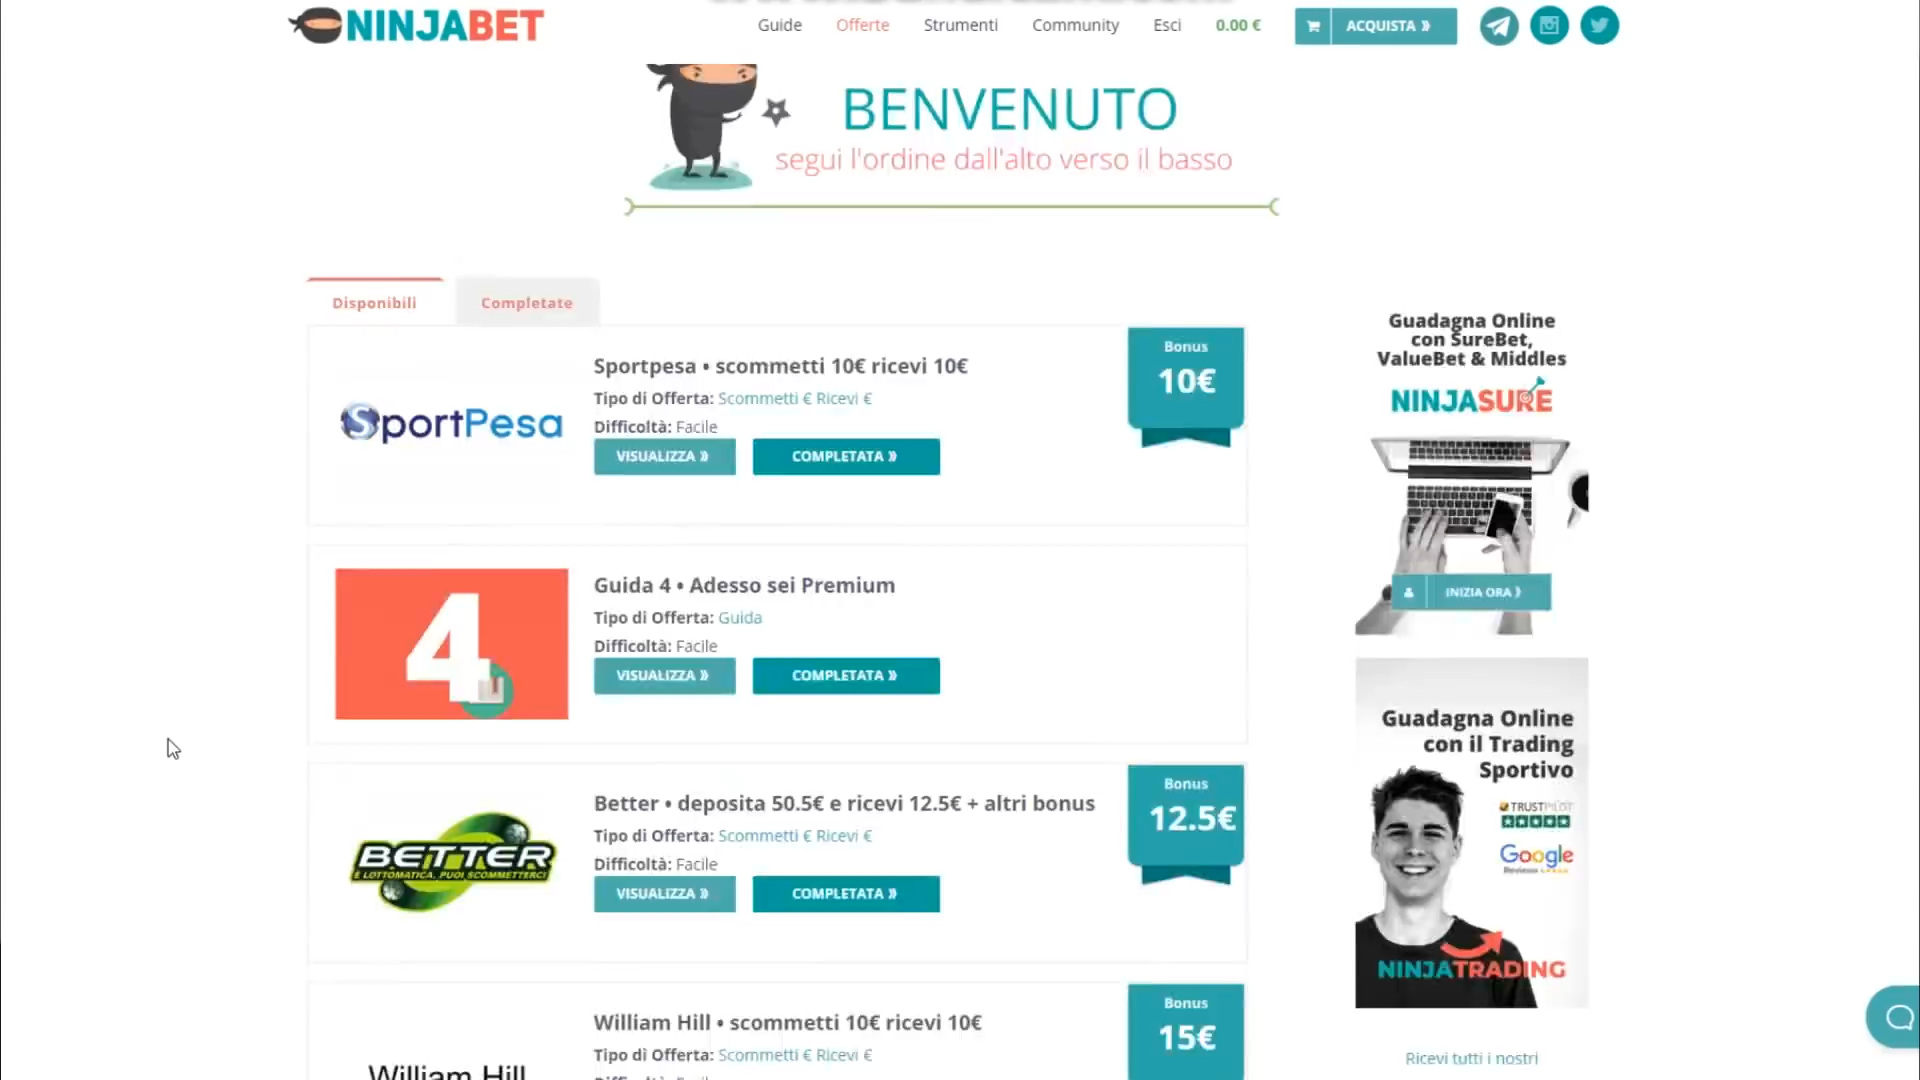 NINJABET
Guide
Offerte
Strumenti
Community
Esci
0.00 €
ACQUISTA »
BENVENUTO
segui l'ordine dall'alto verso il basso
Disponibili
Completate
SportPesa
Sportpesa • scommetti 10€ ricevi 10€
Tipo di Offerta: Scommetti € Ricevi €
Difficoltà: Facile
VISUALIZZA »
COMPLETATA »
Bonus
10€
4
Guida 4 • Adesso sei Premium
Tipo di Offerta: Guida
Difficoltà: Facile
VISUALIZZA »
COMPLETATA »
BETTER
È LOTTOMATICA. PUOI SCOMMETTERCI
Better • deposita 50.5€ e ricevi 12.5€ + altri bonus
Tipo di Offerta: Scommetti € Ricevi €
Difficoltà: Facile
VISUALIZZA »
COMPLETATA »
Bonus
12.5€
William Hill
William Hill • scommetti 10€ ricevi 10€
Tipo di Offerta: Scommetti € Ricevi €
Bonus
15€
Guadagna Online
con SureBet,
ValueBet & Middles
NINJASURE
INIZIA ORA »
Guadagna Online
con il Trading
Sportivo
TRUSTPILOT
Google
Reviews
NINJATRADING
Ricevi tutti i nostri